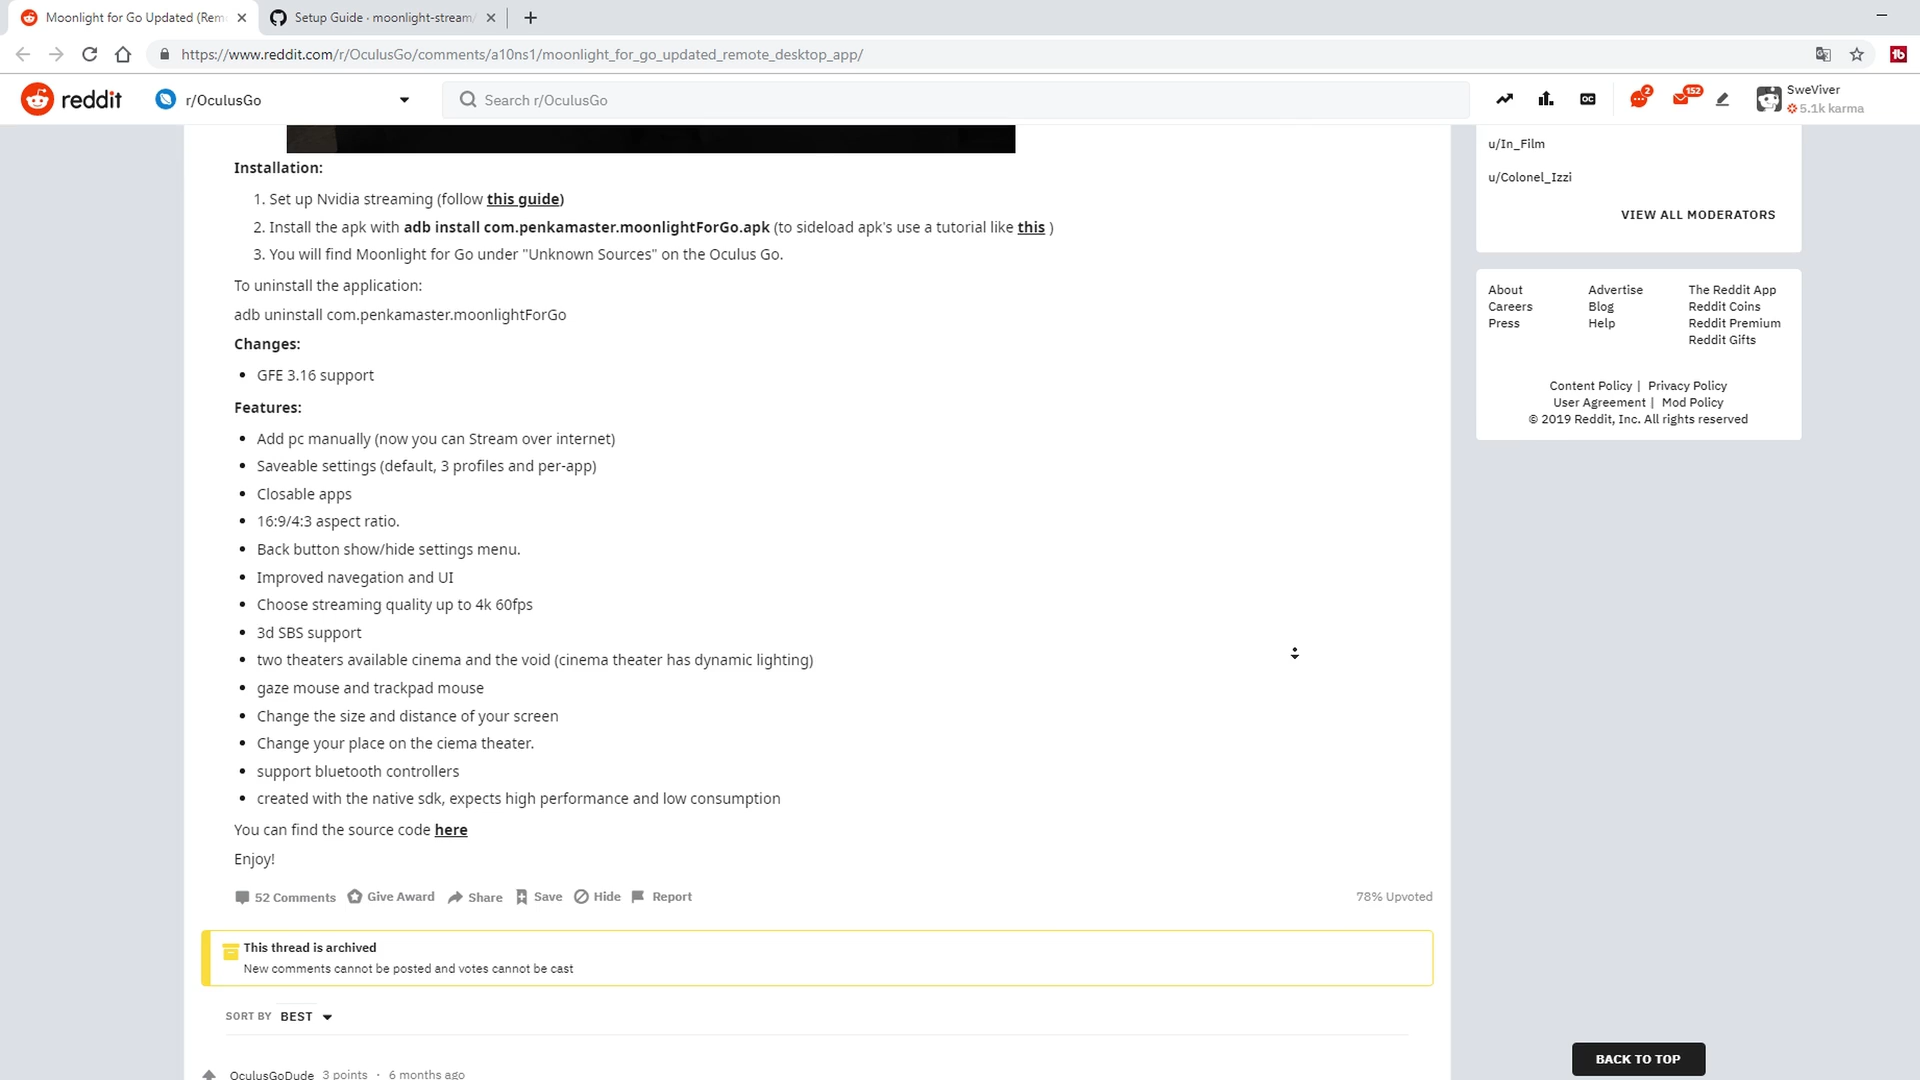 Moonlight for Go Updated (Rem
Setup Guide · moonlight-stream/
https://www.reddit.com/r/OculusGo/comments/a10ns1/moonlight_for_go_updated_remote_desktop_app/
reddit
r/OculusGo
Search r/OculusGo
2
152
SweViver
5.1k karma
Installation:
1. Set up Nvidia streaming (follow this guide)
2. Install the apk with adb install com.penkamaster.moonlightForGo.apk (to sideload apk's use a tutorial like this )
3. You will find Moonlight for Go under "Unknown Sources" on the Oculus Go.
To uninstall the application:
adb uninstall com.penkamaster.moonlightForGo
Changes:
• GFE 3.16 support
Features:
• Add pc manually (now you can Stream over internet)
• Saveable settings (default, 3 profiles and per-app)
• Closable apps
• 16:9/4:3 aspect ratio.
• Back button show/hide settings menu.
• Improved navegation and UI
• Choose streaming quality up to 4k 60fps
• 3d SBS support
• two theaters available cinema and the void (cinema theater has dynamic lighting)
• gaze mouse and trackpad mouse
• Change the size and distance of your screen
• Change your place on the ciema theater.
• support bluetooth controllers
• created with the native sdk, expects high performance and low consumption
You can find the source code here
Enjoy!
52 Comments Give Award Share Save Hide Report
78% Upvoted
This thread is archived
New comments cannot be posted and votes cannot be cast
SORT BY BEST
OculusGoDude 3 points · 6 months ago
u/In_Film
u/Colonel_Izzi
VIEW ALL MODERATORS
About Advertise The Reddit App
Careers Blog Reddit Coins
Press Help Reddit Premium
Reddit Gifts
Content Policy | Privacy Policy
User Agreement | Mod Policy
© 2019 Reddit, Inc. All rights reserved
BACK TO TOP